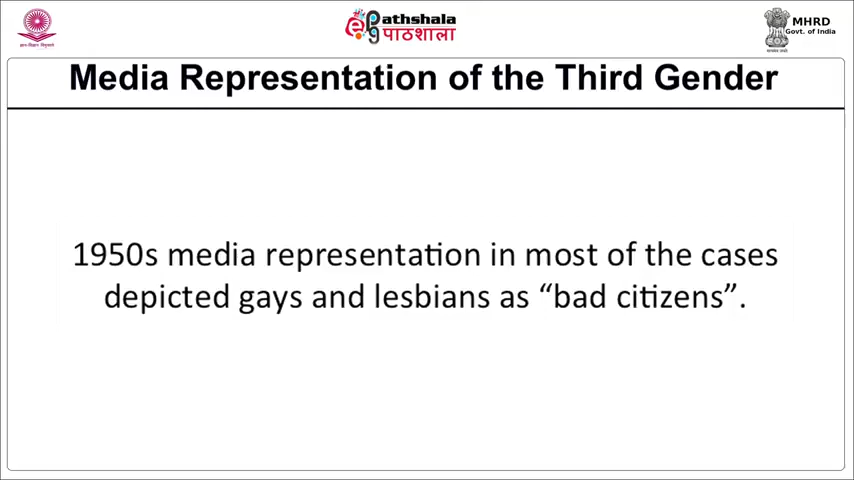 Pathshala
पाठशाला
MHRD
Govt. of India
Media Representation of the Third Gender
1950s media representation in most of the cases
depicted gays and lesbians as “bad citizens”.